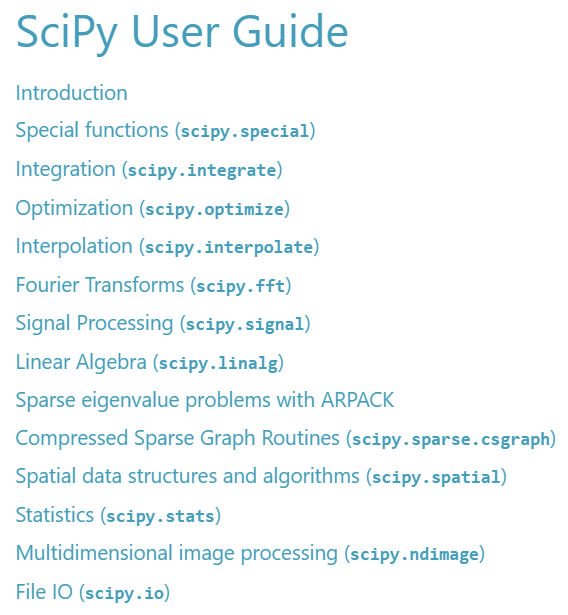 SciPy User Guide
Introduction
Special functions (scipy.special)
Integration (scipy.integrate)
Optimization (scipy.optimize)
Interpolation (scipy.interpolate)
Fourier Transforms (scipy.fft)
Signal Processing (scipy.signal)
Linear Algebra (scipy.linalg)
Sparse eigenvalue problems with ARPACK
Compressed Sparse Graph Routines (scipy.sparse.csgraph)
Spatial data structures and algorithms (scipy.spatial)
Statistics (scipy.stats)
Multidimensional image processing (scipy.ndimage)
File IO (scipy.io)